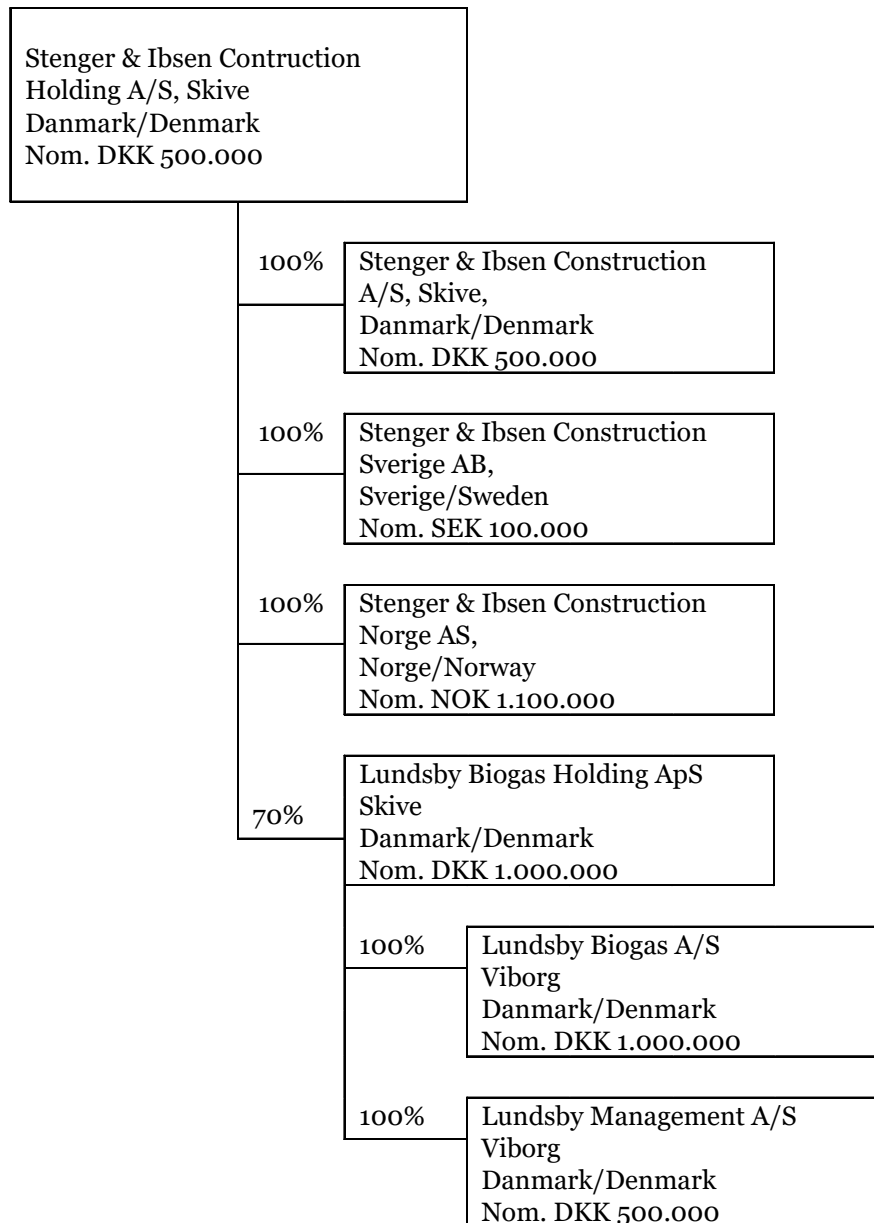 Stenger & Ibsen Contruction
Holding A/S, Skive
Danmark/Denmark
Nom. DKK 500.000
100%
Stenger & Ibsen Construction
A/S, Skive,
Danmark/Denmark
Nom. DKK 500.000
100%
Stenger & Ibsen Construction
Sverige AB,
Sverige/Sweden
Nom. SEK 100.000
100%
Stenger & Ibsen Construction
Norge AS,
Norge/Norway
Nom. NOK 1.100.000
70%
Lundsby Biogas Holding ApS
Skive
Danmark/Denmark
Nom. DKK 1.000.000
100%
Lundsby Biogas A/S
Viborg
Danmark/Denmark
Nom. DKK 1.000.000
100%
Lundsby Management A/S
Viborg
Danmark/Denmark
Nom. DKK 500.000